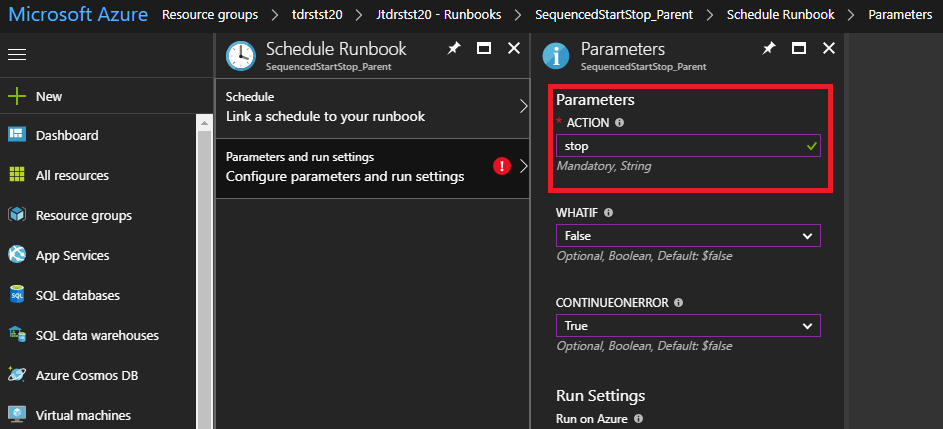 Microsoft Azure Resource groups > tdrstst20 > Jtdrstst20 - Runbooks > SequencedStartStop_Parent > Schedule Runbook > Parameters
New
Dashboard
All resources
Resource groups
App Services
SQL databases
SQL data warehouses
Azure Cosmos DB
Virtual machines
Schedule Runbook
SequencedStartStop_Parent
Schedule
Link a schedule to your runbook
Parameters and run settings
Configure parameters and run settings
Parameters
SequencedStartStop_Parent
Parameters
* ACTION
stop
Mandatory, String
WHATIF
False
Optional, Boolean, Default: $false
CONTINUEONERROR
True
Optional, Boolean, Default: $false
Run Settings
Run on Azure